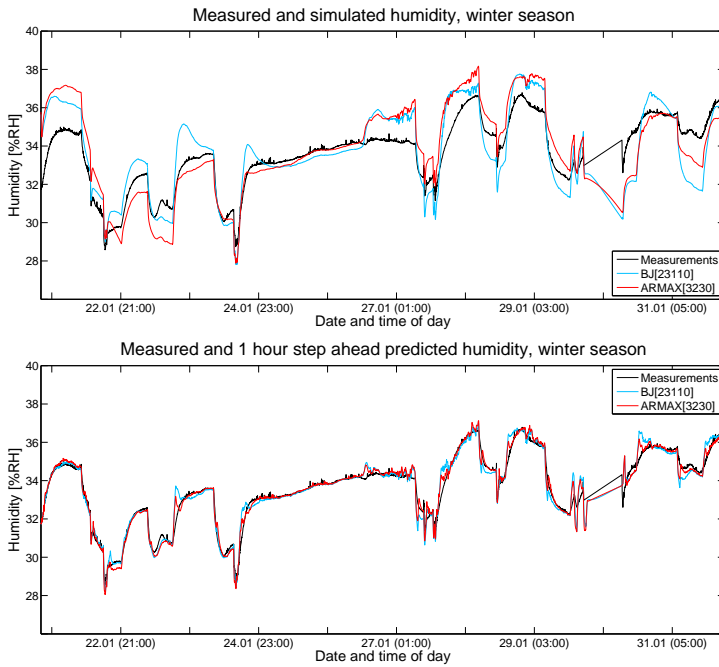 Measured and simulated humidity, winter season
40
38
36
34
32
30
28
Humidity [%RH]
Measurements
BJ[23110]
ARMAX[3230]
22.01 (21:00) 24.01 (23:00) 27.01 (01:00) 29.01 (03:00) 31.01 (05:00)
Date and time of day
Measured and 1 hour step ahead predicted humidity, winter season
40
38
36
34
32
30
28
Humidity [%RH]
Measurements
BJ[23110]
ARMAX[3230]
22.01 (21:00) 24.01 (23:00) 27.01 (01:00) 29.01 (03:00) 31.01 (05:00)
Date and time of day